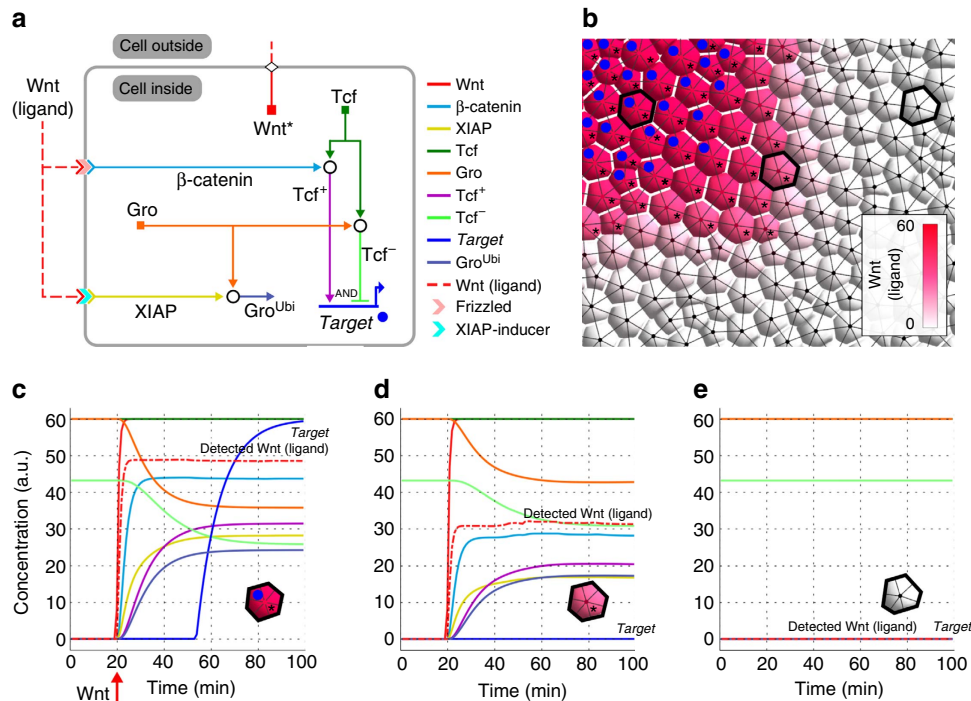 a
Cell outside
Cell inside
Wnt
(ligand)
Wnt*
Tcf
β-catenin
Tcf+
Gro
Tcf−
XIAP
GroUbi
AND
Target
Wnt
β-catenin
XIAP
Tcf
Gro
Tcf+
Tcf−
Target
GroUbi
Wnt (ligand)
Frizzled
XIAP-inducer
b
60
Wnt
(ligand)
0
c
Concentration (a.u.)
60
50
40
30
20
10
0
Target
Detected Wnt (ligand)
0 20 40 60 80 100
Wnt
Time (min)
d
60
50
40
30
20
10
0
Detected Wnt (ligand)
Target
0 20 40 60 80 100
Time (min)
e
60
50
40
30
20
10
0
Detected Wnt (ligand)
Target
0 20 40 60 80 100
Time (min)